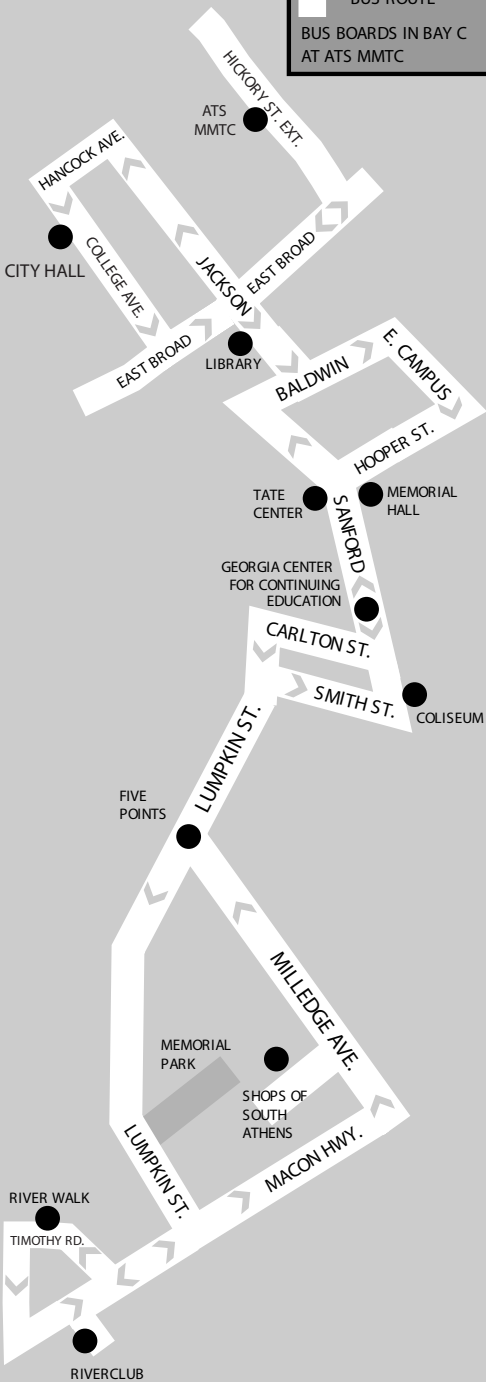 BUS ROUTE
BUS BOARDS IN BAY C
AT ATS MMTC
HICKORY ST. EXT.
ATS
MMTC
HANCOCK AVE.
CITY HALL
COLLEGE AVE.
JACKSON
EAST BROAD
EAST BROAD
LIBRARY
BALDWIN
E. CAMPUS
HOOPER ST.
TATE
CENTER
MEMORIAL
HALL
SANFORD
GEORGIA CENTER
FOR CONTINUING
EDUCATION
CARLTON ST.
SMITH ST.
COLISEUM
LUMPKIN ST.
FIVE
POINTS
MILLEDGE AVE.
MEMORIAL
PARK
SHOPS OF
SOUTH
ATHENS
LUMPKIN ST.
MACON HWY.
RIVER WALK
TIMOTHY RD.
RIVERCLUB